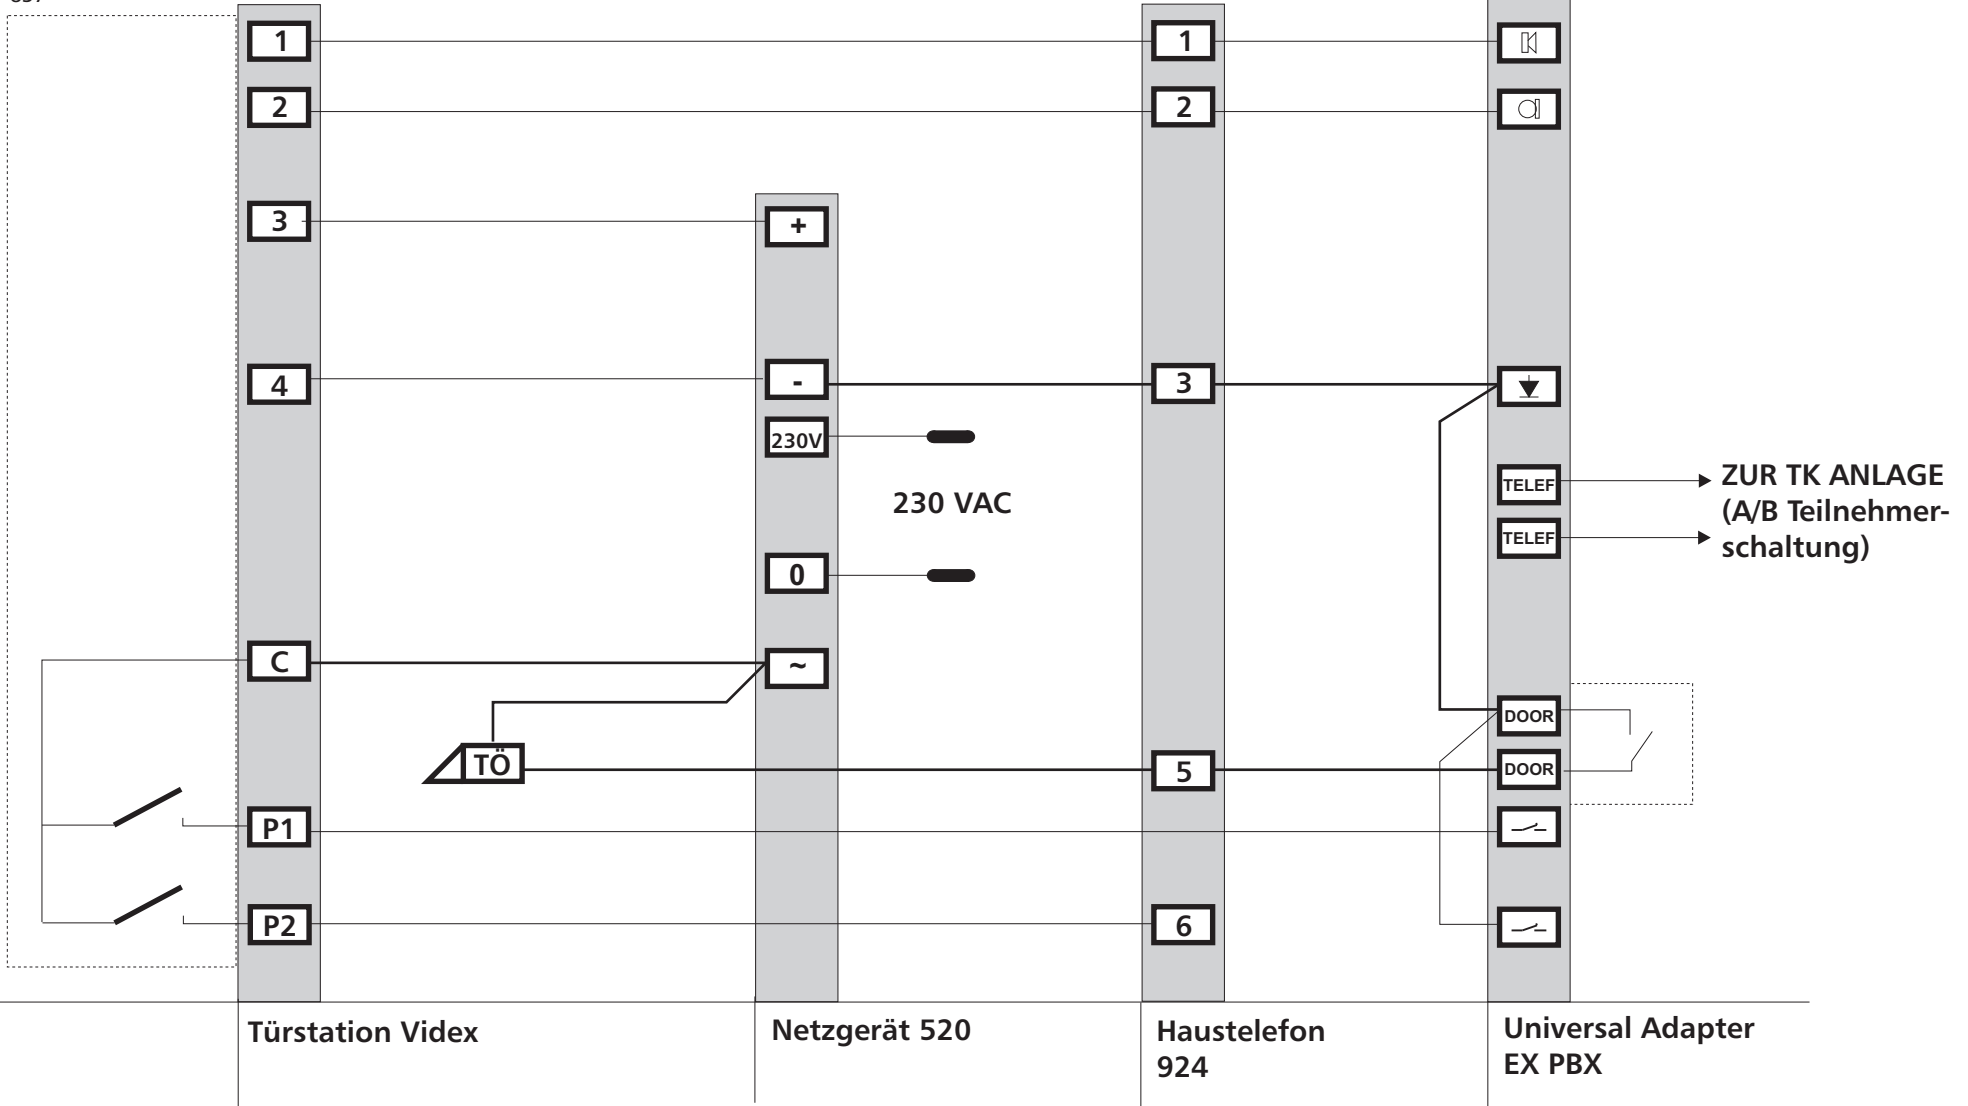 1
1
2
2
3
+
4
-
3
230V
230 VAC
TELEF
TELEF
ZUR TK ANLAGE
(A/B Teilnehmer-
schaltung)
0
C
~
DOOR
TÖ
5
DOOR
P1
P2
6
Türstation Videx
Netzgerät 520
Haustelefon
924
Universal Adapter
EX PBX